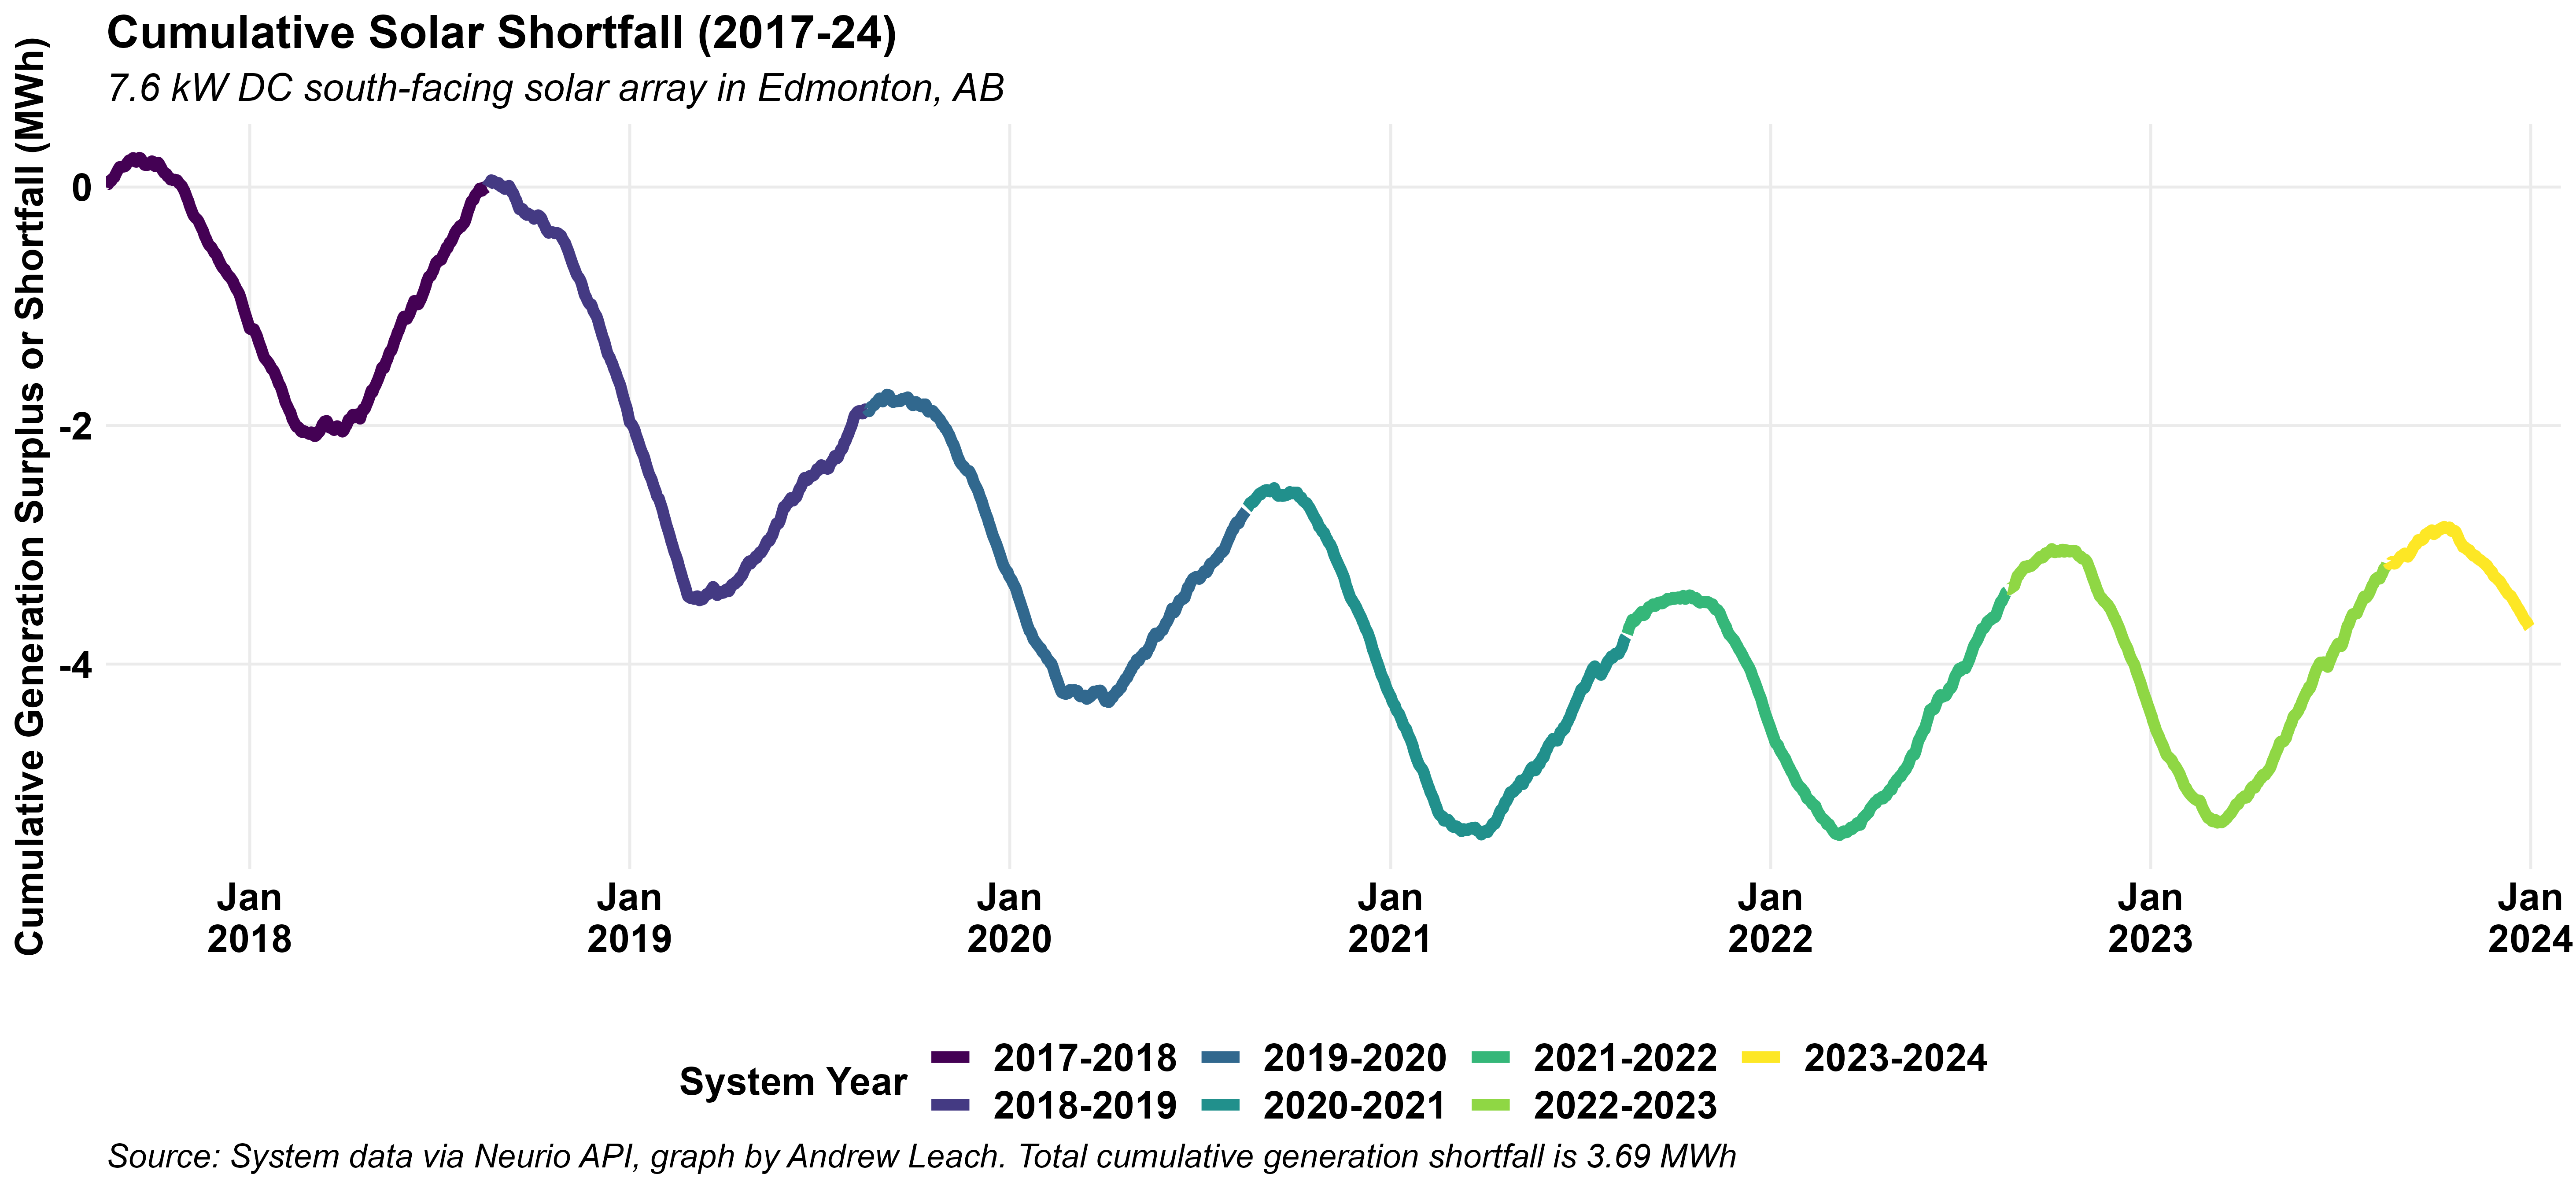 Cumulative Solar Shortfall (2017-24)
7.6 kW DC south-facing solar array in Edmonton, AB
Cumulative Generation Surplus or Shortfall (MWh)
0
-2
-4
Jan
2018
Jan
2019
Jan
2020
Jan
2021
Jan
2022
Jan
2023
Jan
2024
System Year
2017-2018
2018-2019
2019-2020
2020-2021
2021-2022
2022-2023
2023-2024
Source: System data via Neurio API, graph by Andrew Leach. Total cumulative generation shortfall is 3.69 MWh